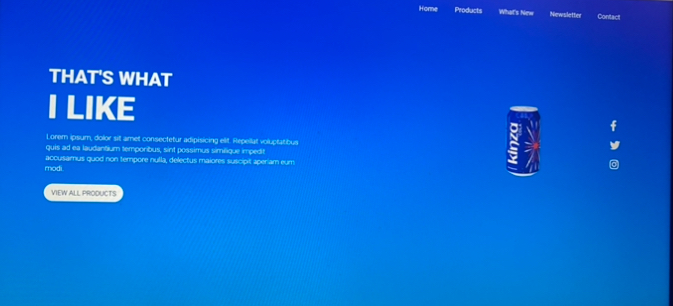 Home Products What's New Newsletter Contact
THAT'S WHAT
I LIKE
Lorem ipsum, dolor sit amet consectetur adipisicing elit. Repellat voluptatibus
quis ad ea laudantium temporibus, sint possimus similique impedit
accusamus quod non tempore nulla, delectus maiores suscipit aperiam eum
modi.
VIEW ALL PRODUCTS
kinza